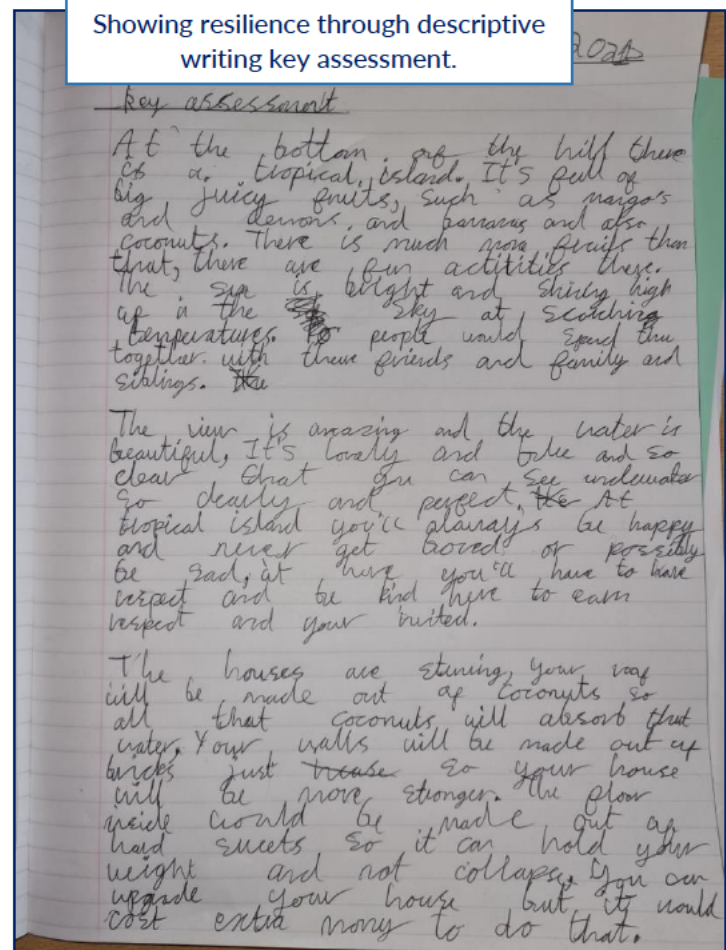 Showing resilience through descriptive
writing key assessment.
key assessment
At the bottom of the hill there
is a tropical island. It's full of
big juicy fruits, such as mango's
and lemons, and bananas and also
coconuts. There is much more fruits than
that, there are fun actitities there.
The sun is bright and shining high
up in the sky at scorching
temperatures. people would spend
together with there friends and family and
siblings. The
The view is amazing and the water is
beautiful, It's lovely and blue and so
clear that you can see underwater
so clearly and perfect. At
tropical island you'll always be happy
and never get bored or possibly
be sad, at here you'll have to have
respect and be kind here to earn
respect and your invited.
The houses are stuning, your roof
will be made out of coconuts so
all that coconuts will absorb that
water. Your walls will be made out of
bricks just so your house
will be more stronger. The floor
inside would be made out of
hard sweets so it can hold your
weight and not collapse. You can
upgrade your house but it would
cost extra mony to do that.